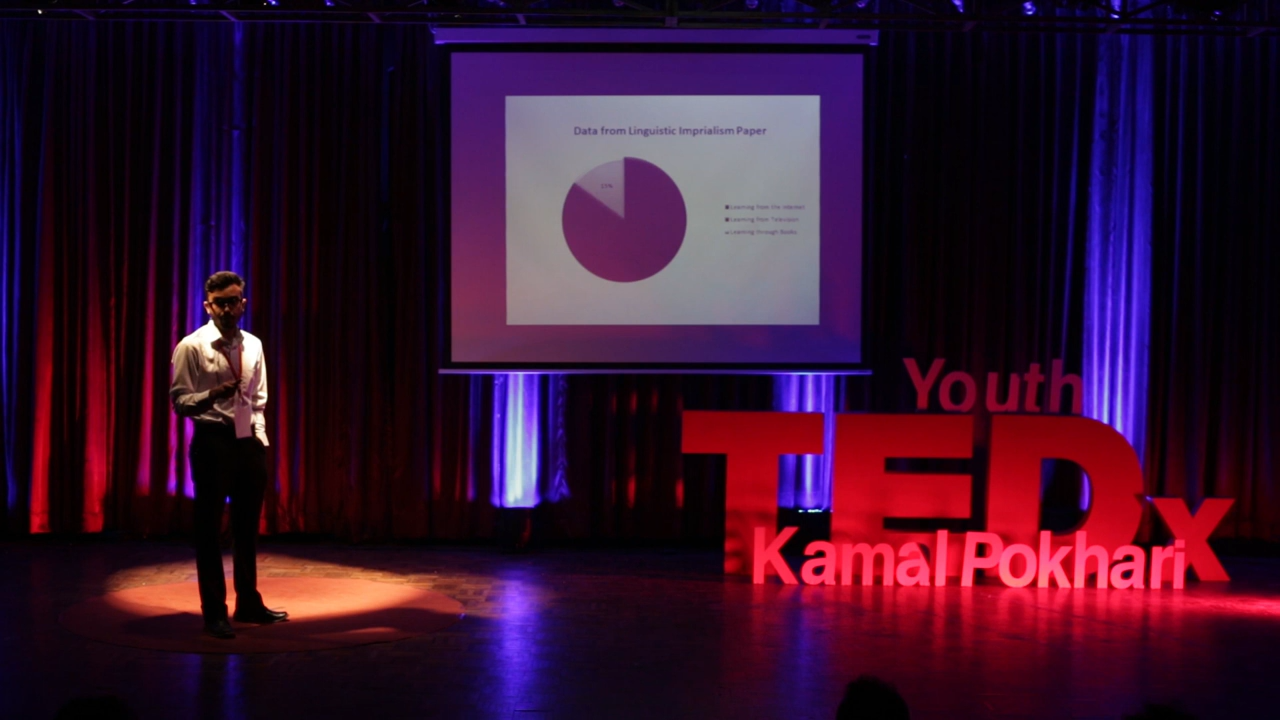 Data from Linguistic Imprialism Paper
15%
Learning from the Internet
Learning from Television
Learning through Books
Youth
TEDx
Kamal Pokhari